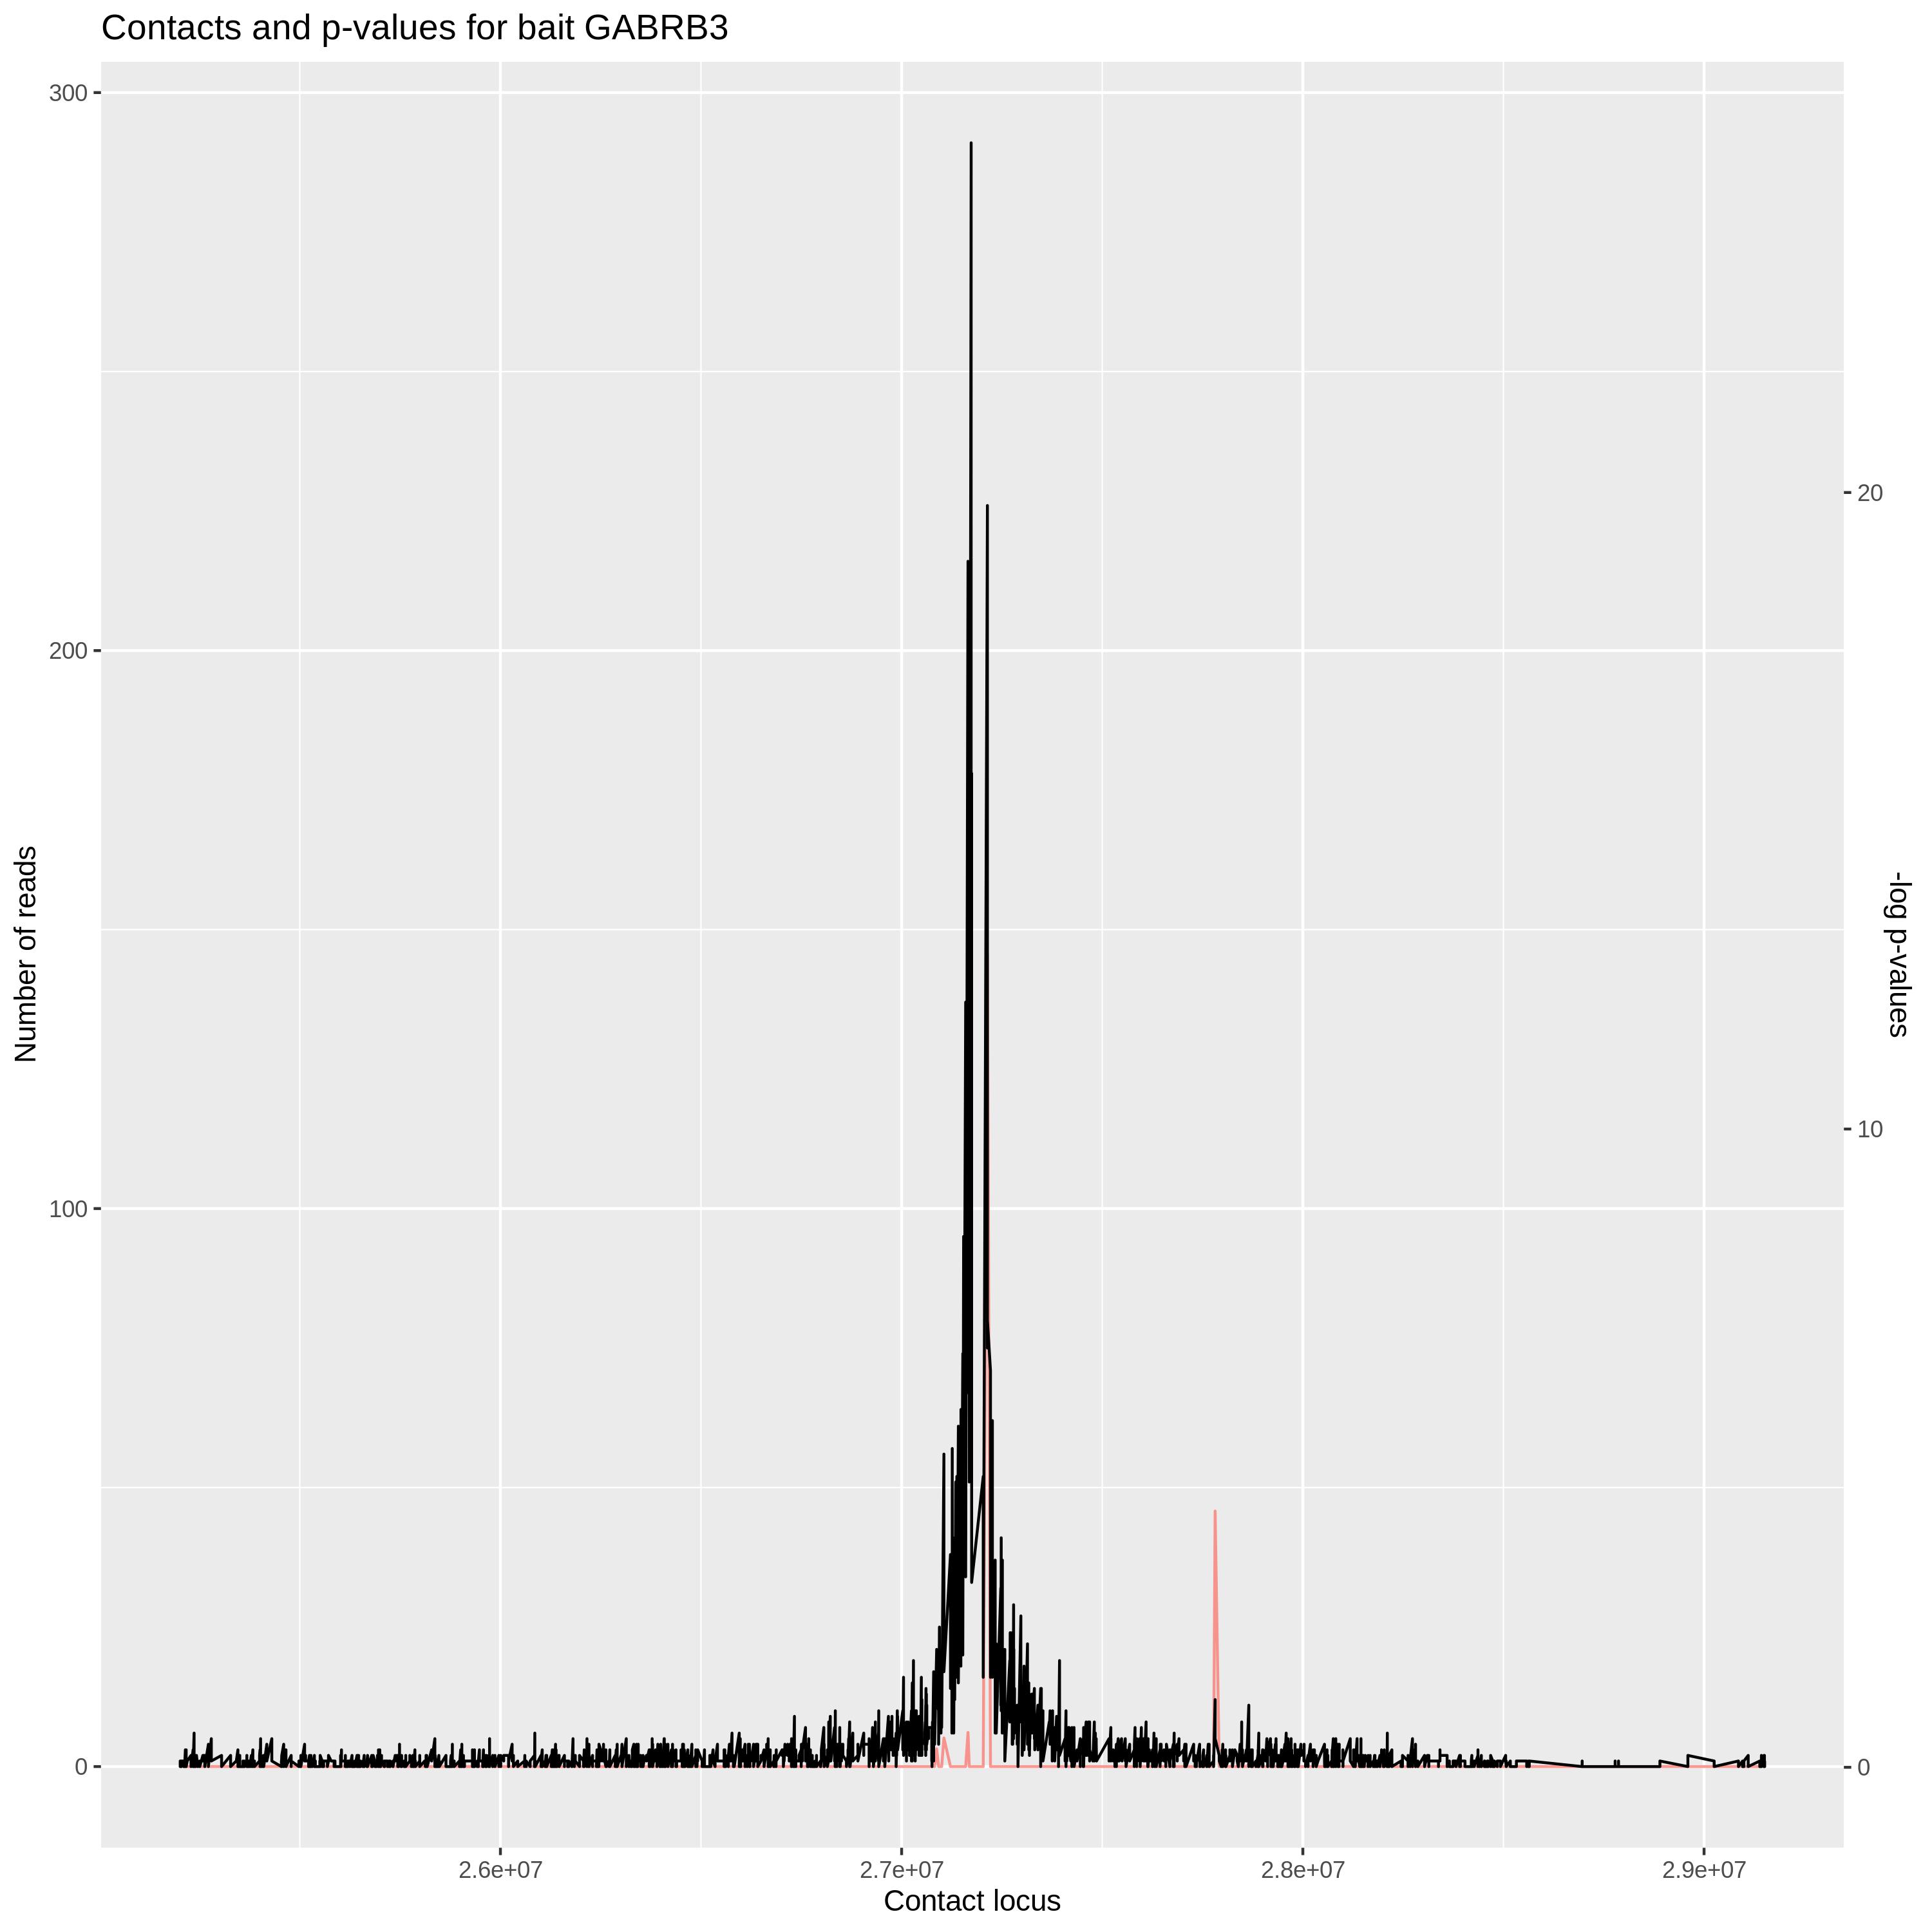 Contacts and p-values for bait GABRB3
300
200
100
0
Number of reads
20
10
0
-log p-values
2.6e+07
2.7e+07
2.8e+07
2.9e+07
Contact locus